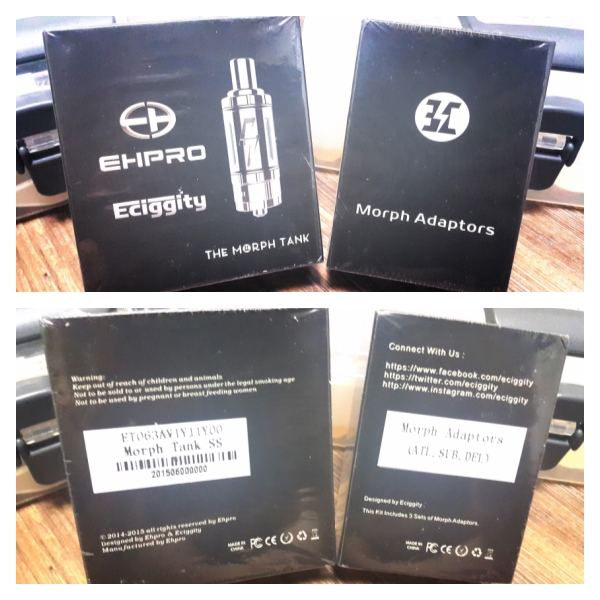 EHPRO
Eciggity
THE MORPH TANK
Morph Adaptors
Warning:
Keep out of reach of children and animals
Not to be sold to or used by persons under the legal smoking age
Not to be used by pregnant or breast feeding women
Morph Tank SS
201506000000
© 2014-2015 all rights reserved by Ehpro
Designed by Ehpro & Eciggity
Manufactured by Ehpro
MADE IN
CHINA
FC CE
Connect With Us :
https://www.facebook.com/eciggity
https://twitter.com/eciggity
http://www.instagram.com/eciggity
Morph Adaptors
(ATL, SUB, DEL)
Designed by Eciggity
This Kit Includes 3 Sets of Morph Adaptors.
MADE IN
CHINA
FC CE